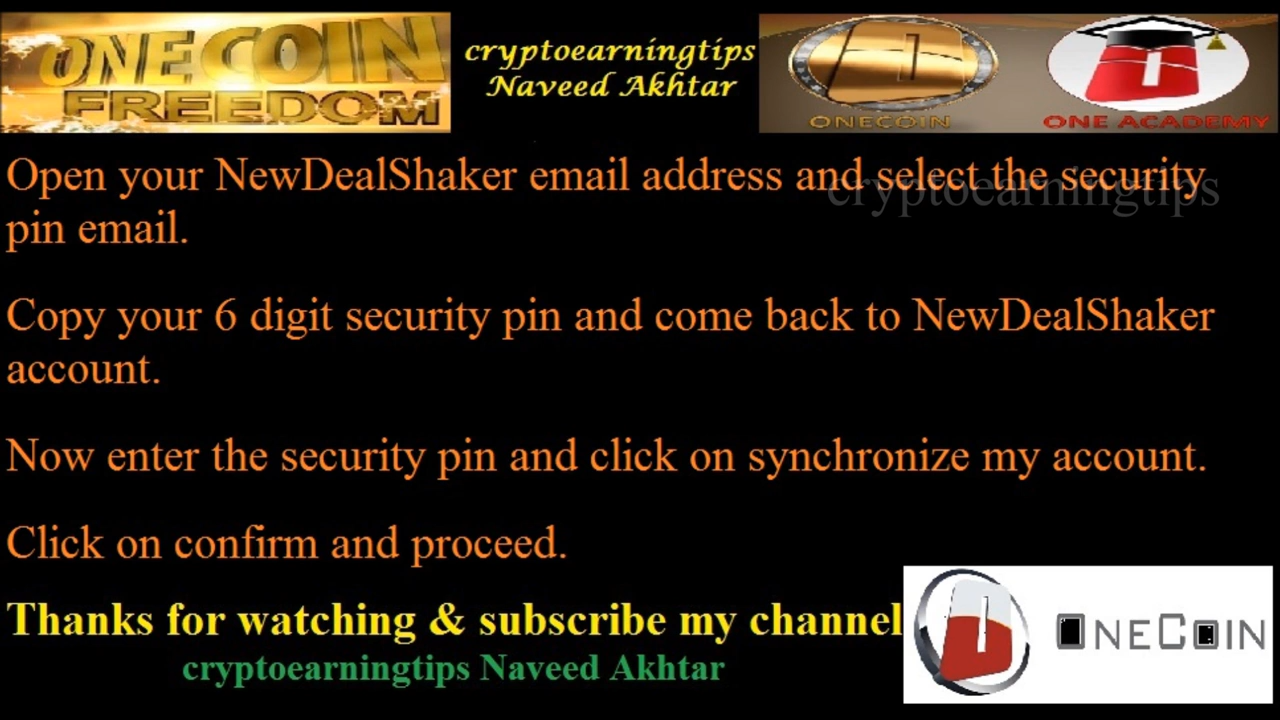 ONE COIN
FREEDOM
cryptoearningtips
Naveed Akhtar
ONECOIN
ONE ACADEMY
Open your NewDealShaker email address and select the security
pin email.
cryptoearningtips
Copy your 6 digit security pin and come back to NewDealShaker
account.
Now enter the security pin and click on synchronize my account.
Click on confirm and proceed.
Thanks for watching & subscribe my channel
cryptoearningtips Naveed Akhtar
ONECOIN